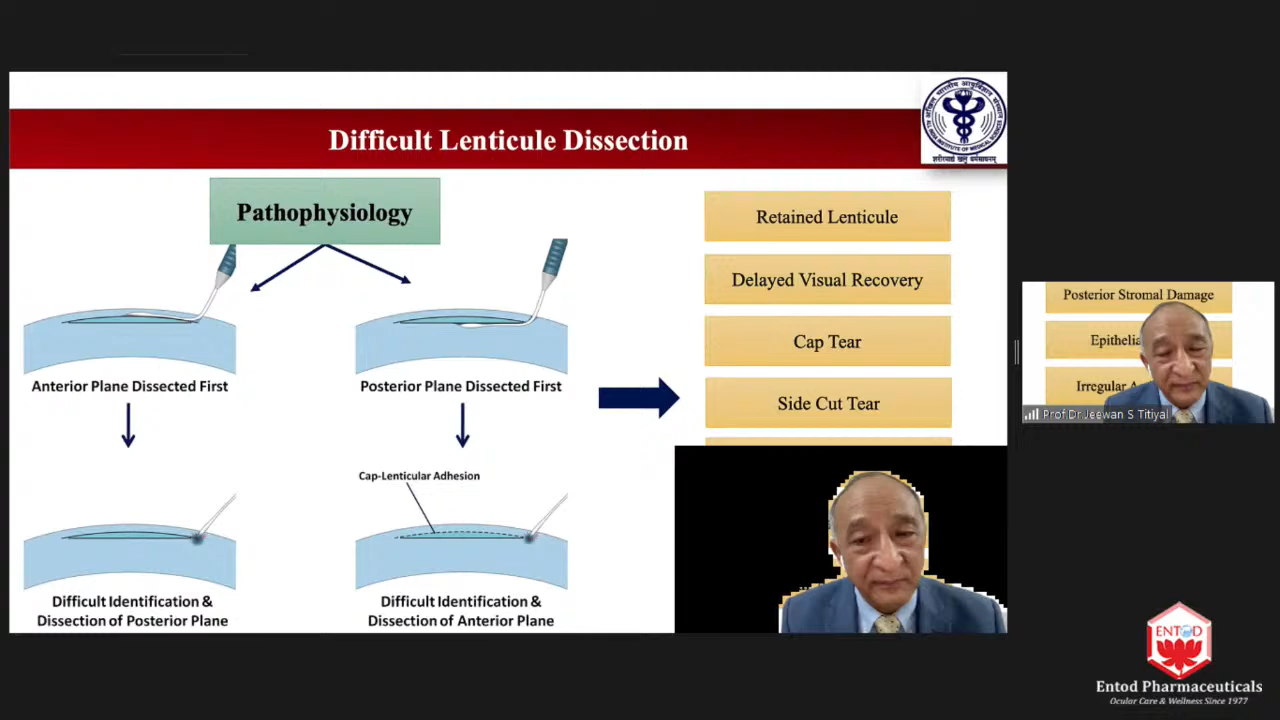 Difficult Lenticule Dissection
Pathophysiology
Anterior Plane Dissected First
Posterior Plane Dissected First
Cap-Lenticular Adhesion
Difficult Identification &
Dissection of Posterior Plane
Difficult Identification &
Dissection of Anterior Plane
Retained Lenticule
Delayed Visual Recovery
Cap Tear
Side Cut Tear
Posterior Stromal Damage
Prof.Dr.Jeewan S Titiyal
ENTOD
Entod Pharmaceuticals
Ocular Care & Wellness Since 1977